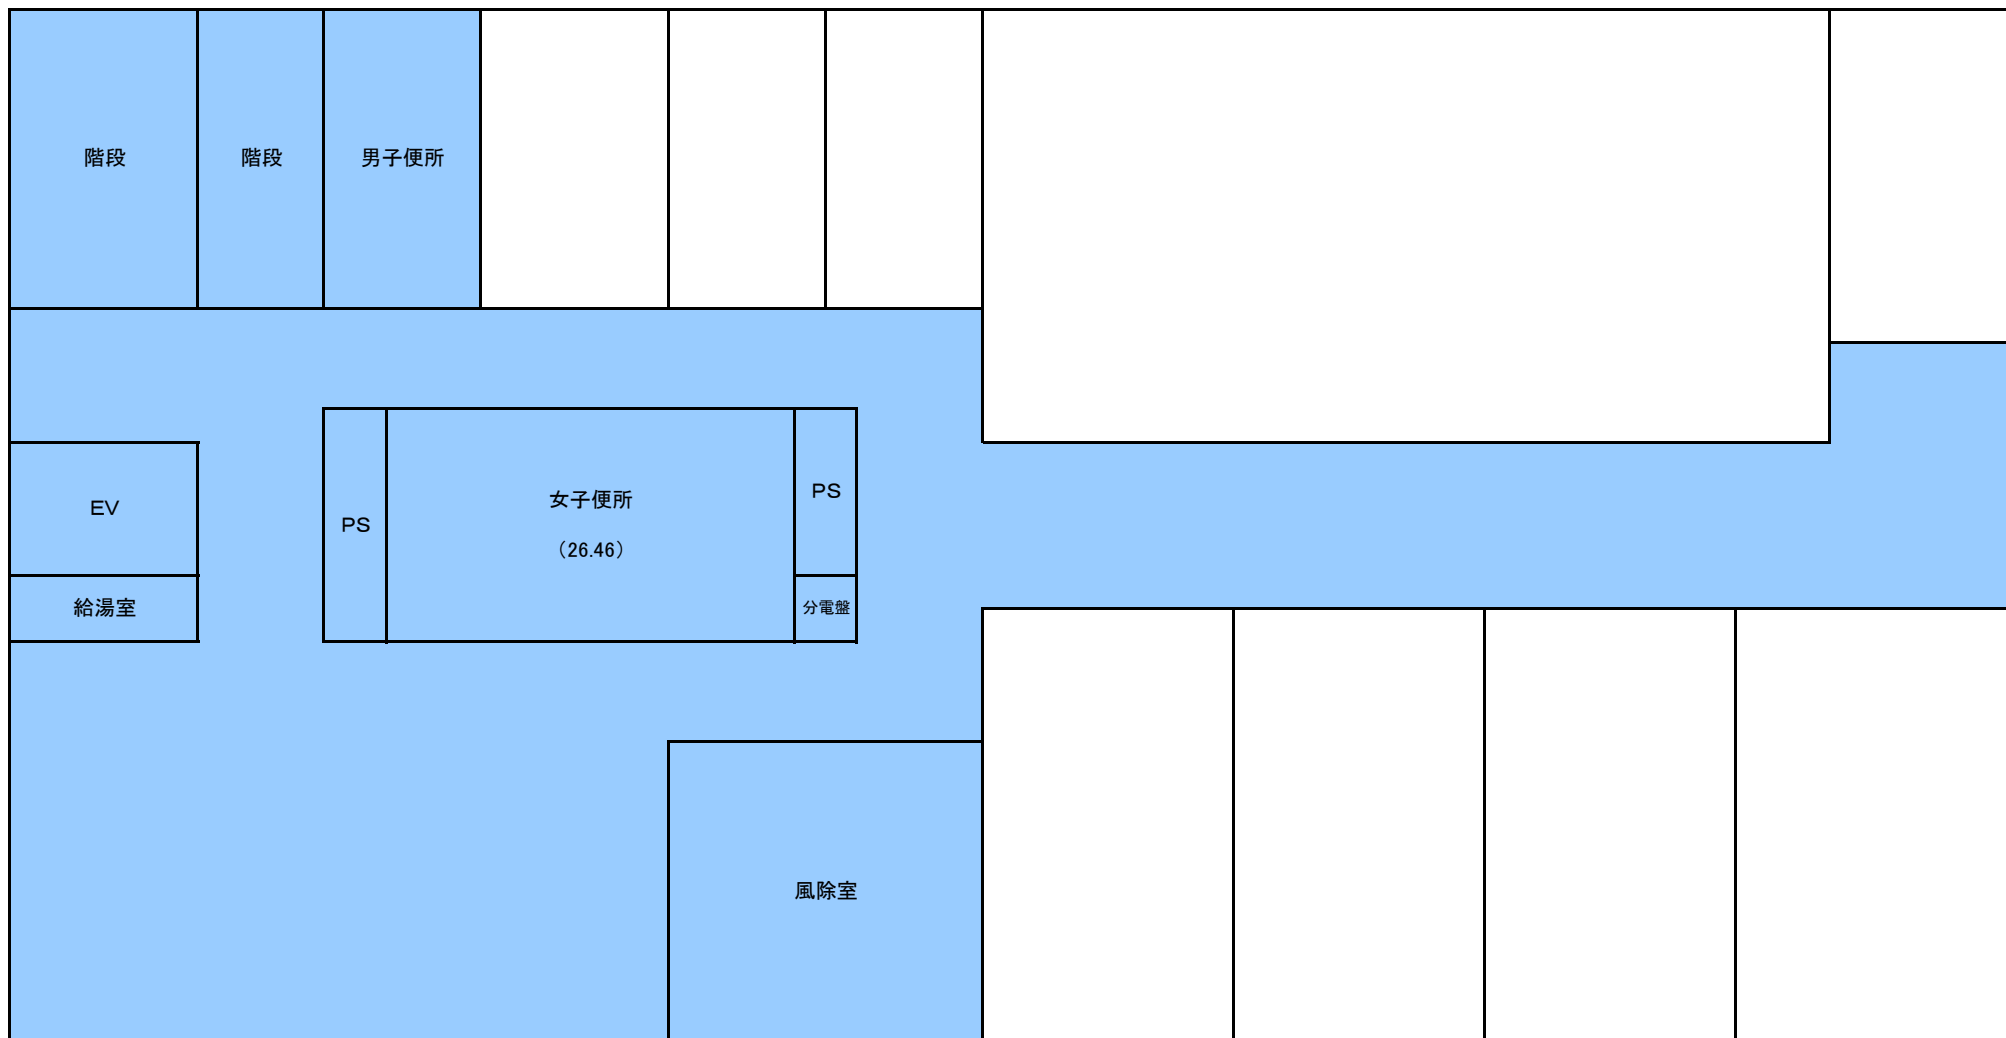 階段
階段
男子便所
EV
給湯室
PS
女子便所
（26.46）
PS
分電盤
風除室